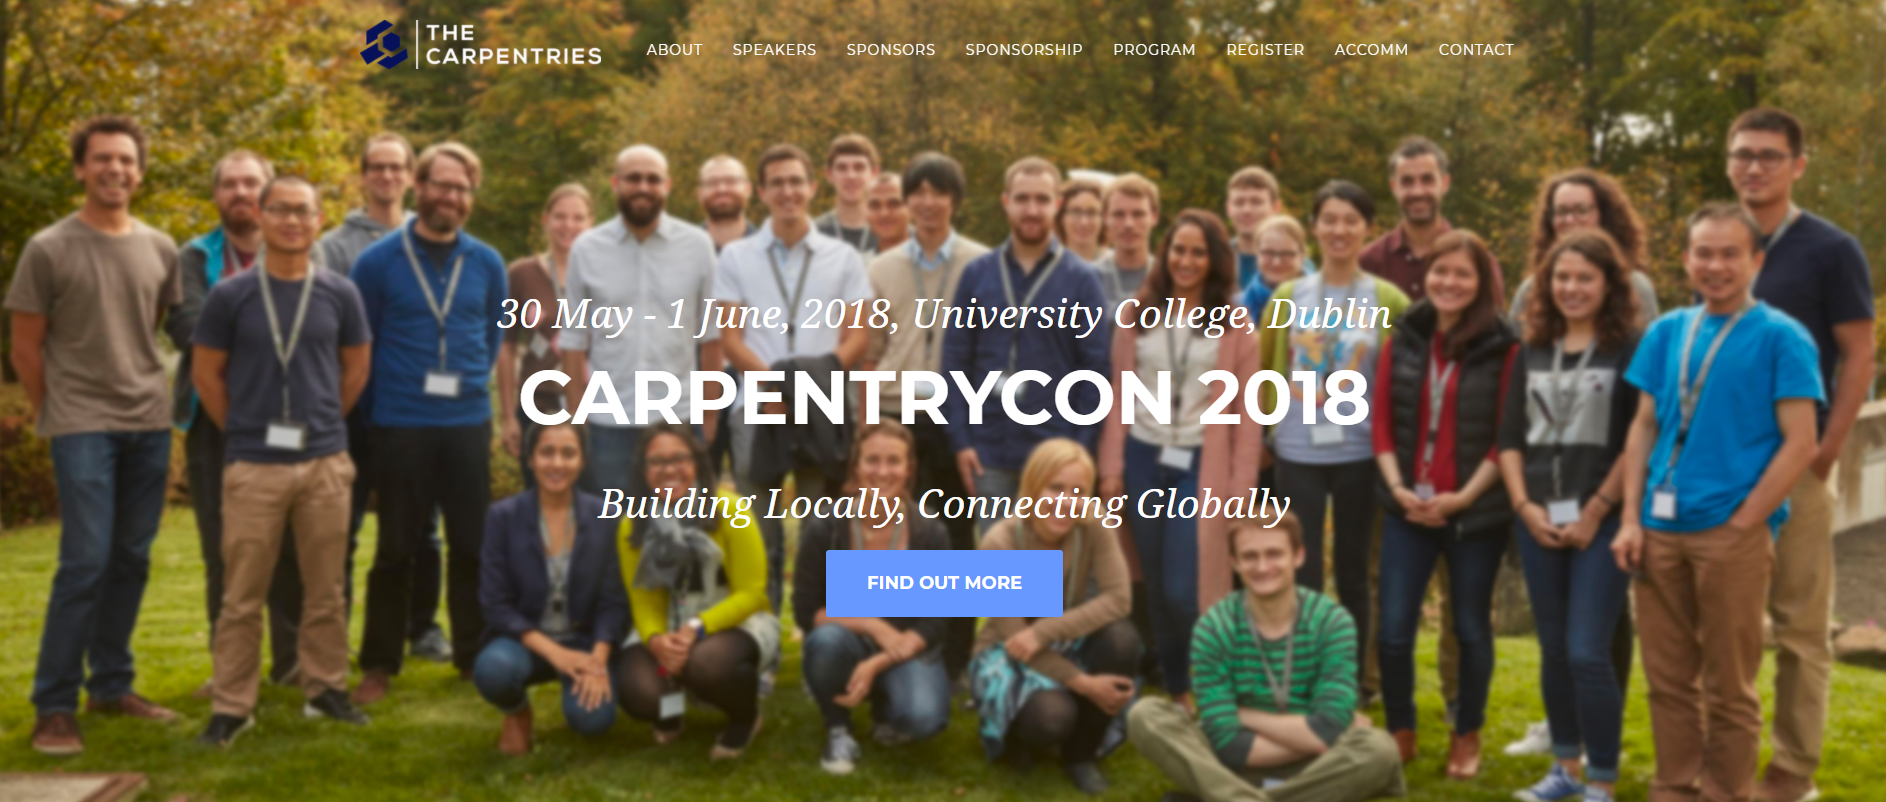 THE
CARPENTRIES
ABOUT SPEAKERS SPONSORS SPONSORSHIP PROGRAM REGISTER ACCOMM CONTACT
30 May - 1 June, 2018, University College, Dublin
CARPENTRYCON 2018
Building Locally, Connecting Globally
FIND OUT MORE